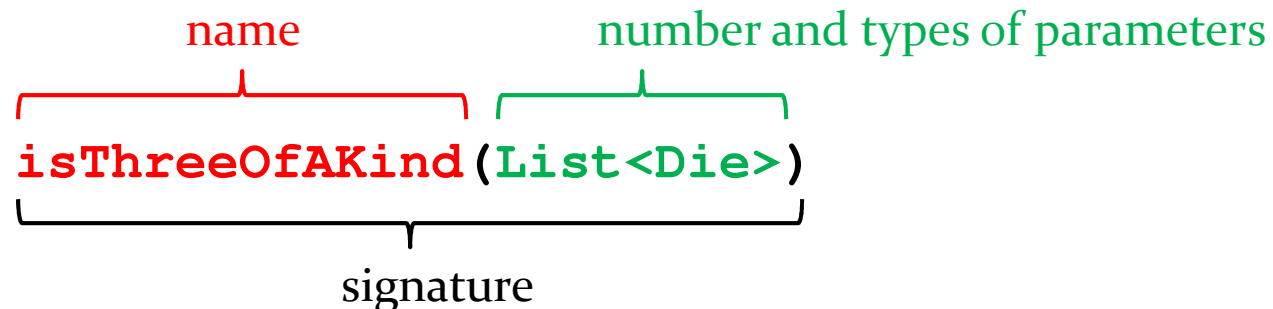 name
number and types of parameters
isThreeOfAKind(List<Die>)
signature